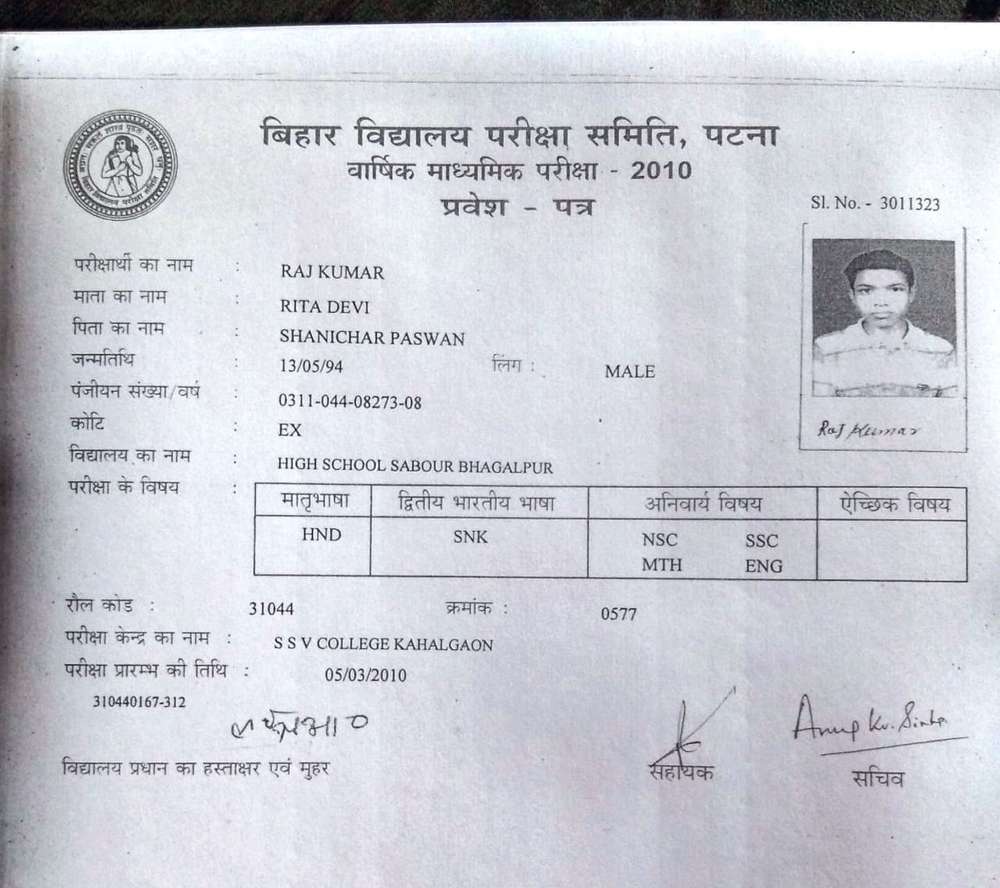 बिहार विद्यालय परीक्षा समिति, पटना
वार्षिक माध्यमिक परीक्षा - 2010
प्रवेश - पत्र
Sl. No. - 3011323
परीक्षार्थी का नाम : RAJ KUMAR
माता का नाम : RITA DEVI
पिता का नाम : SHANICHAR PASWAN
जन्मतिथि : 13/05/94 लिंग : MALE
पंजीयन संख्या/वर्ष : 0311-044-08273-08
कोटि : EX
Raj Kumar
विद्यालय का नाम : HIGH SCHOOL SABOUR BHAGALPUR
परीक्षा के विषय :
मातृभाषा द्वितीय भारतीय भाषा अनिवार्य विषय ऐच्छिक विषय
HND SNK NSC SSC
MTH ENG
रौल कोड : 31044 क्रमांक : 0577
परीक्षा केन्द्र का नाम : S S V COLLEGE KAHALGAON
परीक्षा प्रारम्भ की तिथि : 05/03/2010
310440167-312
Anup Kr. Sinha
विद्यालय प्रधान का हस्ताक्षर एवं मुहर सहायक सचिव